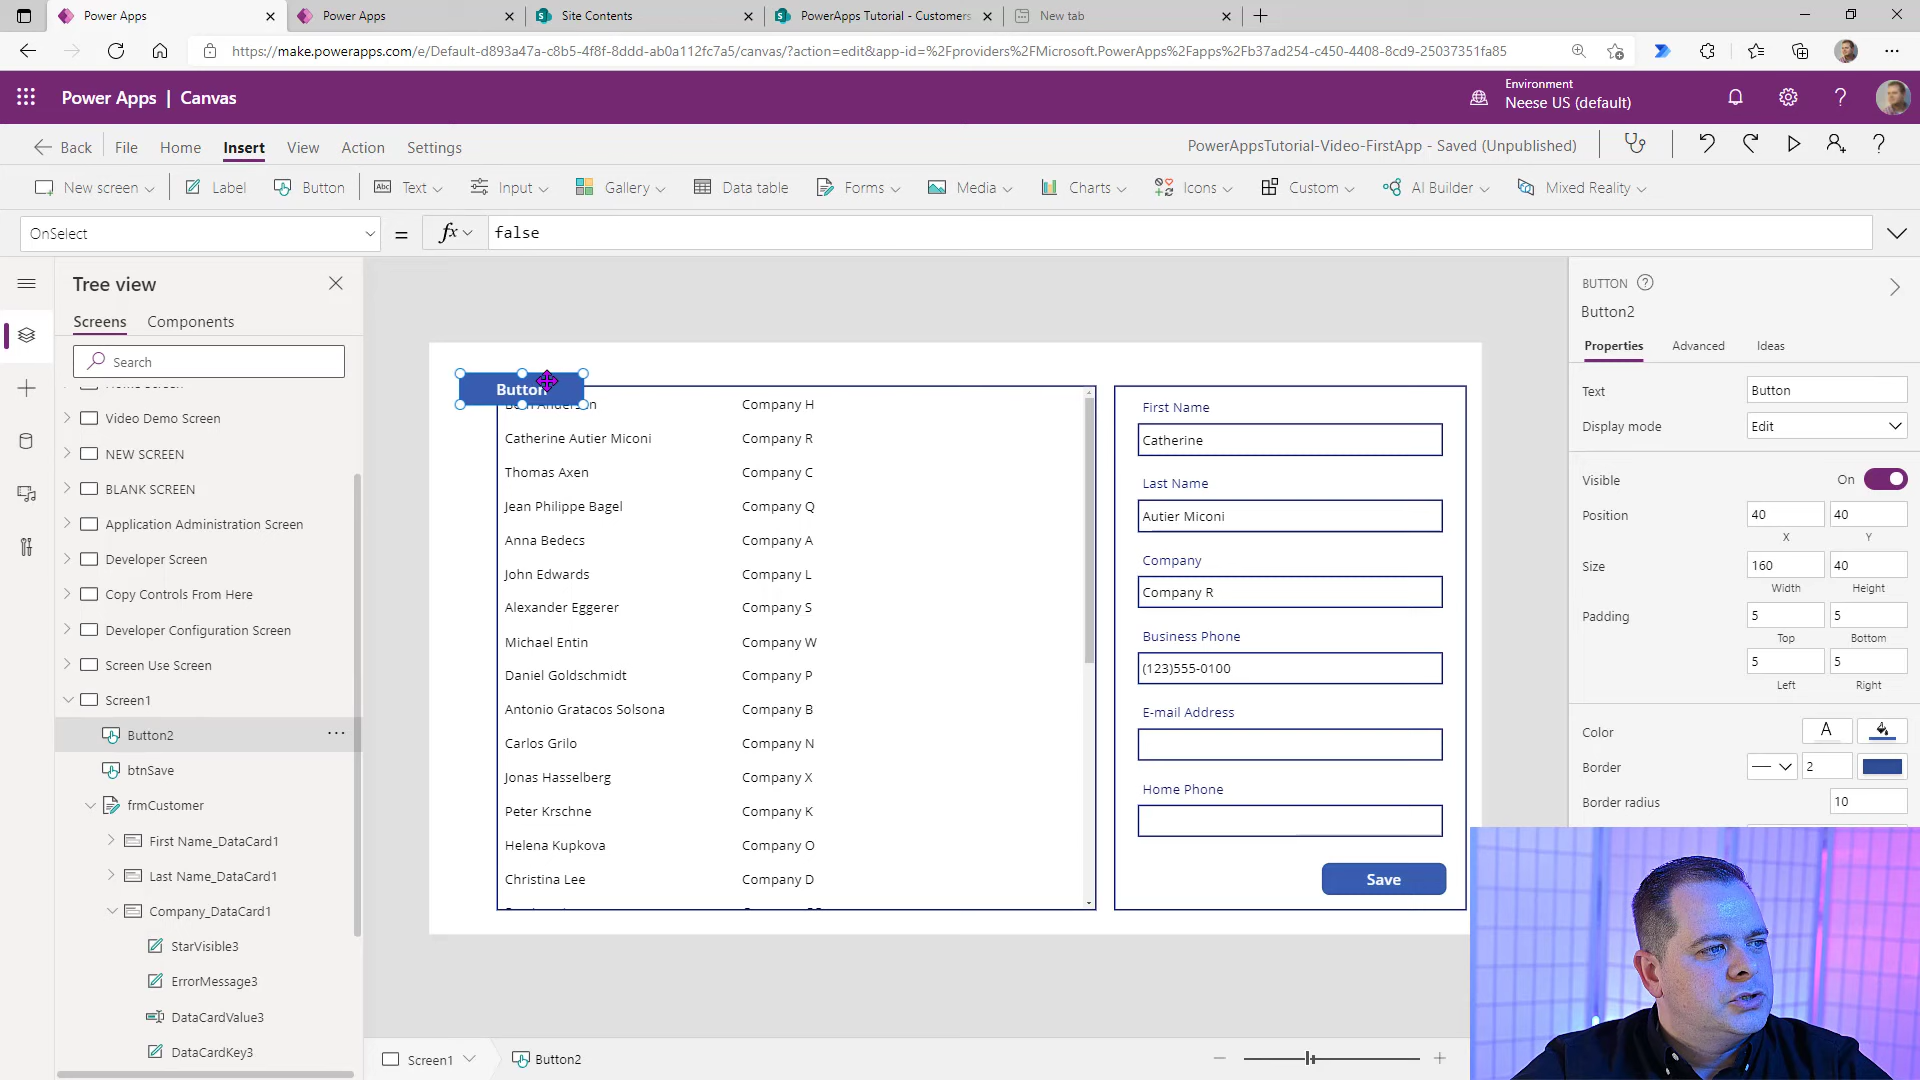 Power Apps
Power Apps
Site Contents
PowerApps Tutorial - Customers
New tab
https://make.powerapps.com/e/Default-d893a47a-c8b5-4f8f-8ddd-ab0a112fc7a5/canvas/?action=edit&app-id=%2Fproviders%2FMicrosoft.PowerApps%2Fapps%2Fb37ad254-c450-4408-8cd9-25037351fa85
Power Apps | Canvas
Environment
Neese US (default)
Back
File
Home
Insert
View
Action
Settings
PowerAppsTutorial-Video-FirstApp - Saved (Unpublished)
New screen
Label
Button
Text
Input
Gallery
Data table
Forms
Media
Charts
Icons
Custom
AI Builder
Mixed Reality
OnSelect
=
fx
false
Tree view
Screens
Components
Search
Video Demo Screen
NEW SCREEN
BLANK SCREEN
Application Administration Screen
Developer Screen
Copy Controls From Here
Developer Configuration Screen
Screen Use Screen
Screen1
Button2
btnSave
frmCustomer
First Name_DataCard1
Last Name_DataCard1
Company_DataCard1
StarVisible3
ErrorMessage3
DataCardValue3
DataCardKey3
Button
Company H
Catherine Autier Miconi Company R
Thomas Axen Company C
Jean Philippe Bagel Company Q
Anna Bedecs Company A
John Edwards Company L
Alexander Eggerer Company S
Michael Entin Company W
Daniel Goldschmidt Company P
Antonio Gratacos Solsona Company B
Carlos Grilo Company N
Jonas Hasselberg Company X
Peter Krschne Company K
Helena Kupkova Company O
Christina Lee Company D
First Name
Catherine
Last Name
Autier Miconi
Company
Company R
Business Phone
(123)555-0100
E-mail Address
Home Phone
Save
BUTTON
Button2
Properties
Advanced
Ideas
Text Button
Display mode Edit
Visible On
Position 40 40
X Y
Size 160 40
Width Height
Padding 5 5
Top Bottom
5 5
Left Right
Color A
Border 2
Border radius 10
Screen1
Button2